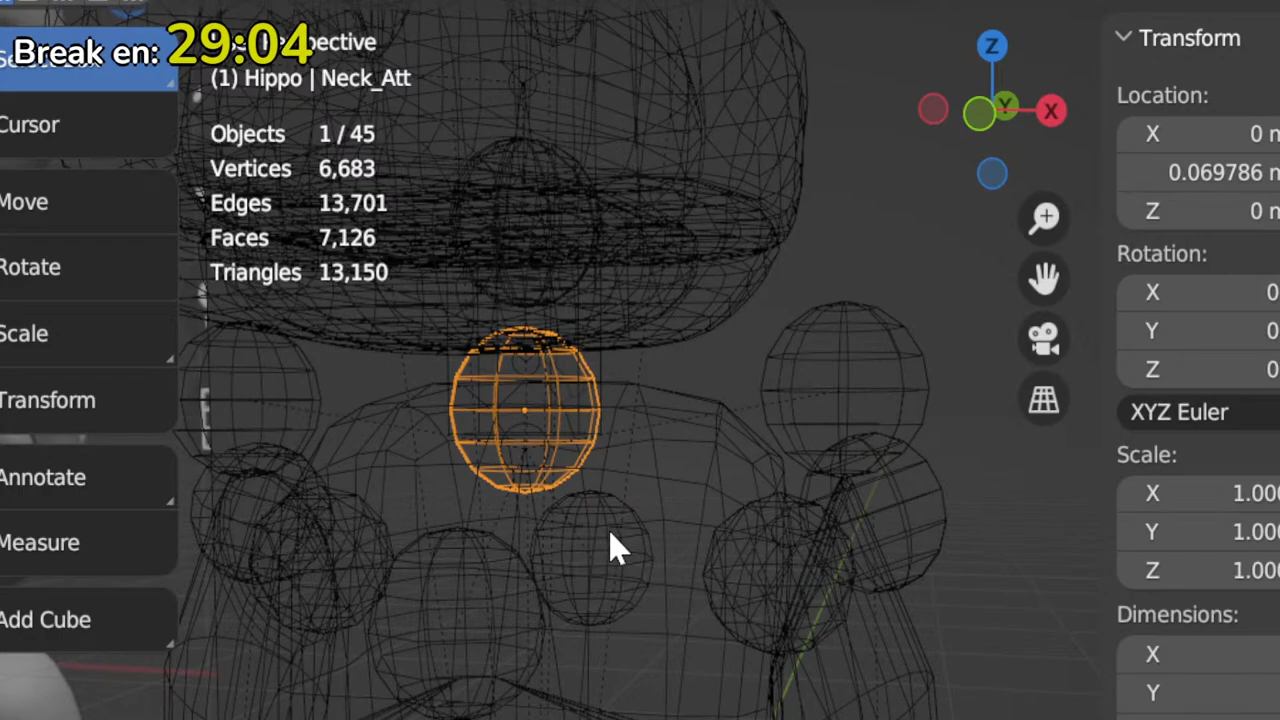 Break en: 29:04
(1) Hippo | Neck_Att
Objects 1 / 45
Vertices 6,683
Edges 13,701
Faces 7,126
Triangles 13,150
Cursor
Move
Rotate
Scale
Transform
Annotate
Measure
Add Cube
Z
Y
X
Transform
Location:
X 0 m
0.069786 m
Z 0 m
Rotation:
X 0
Y 0
Z 0
XYZ Euler
Scale:
X 1.000
Y 1.000
Z 1.000
Dimensions:
X
Y